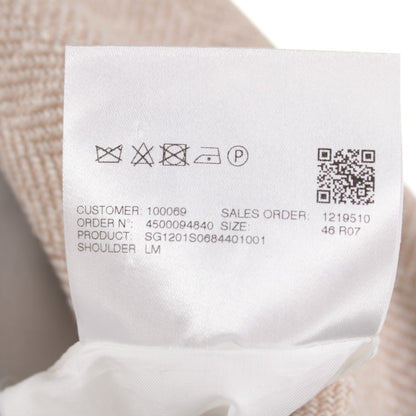 P
CUSTOMER: 100069 SALES ORDER: 1219510
ORDER N°: 4500094840 SIZE: 46 R07
PRODUCT: SG1201S0684401001
SHOULDER LM